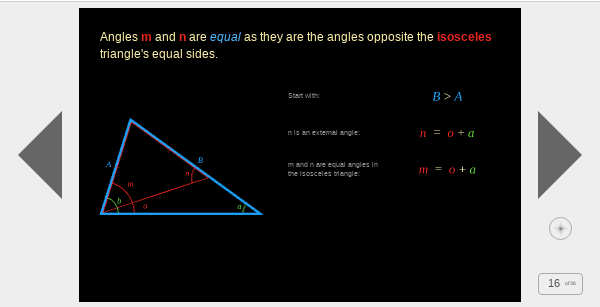 Angles m and n are equal as they are the angles opposite the isosceles
triangle's equal sides.
Start with:
B > A
n is an external angle:
n = o + a
m and n are equal angles in
the isosceles triangle:
m = o + a
A
B
n
m
b
o
a
16 of 36